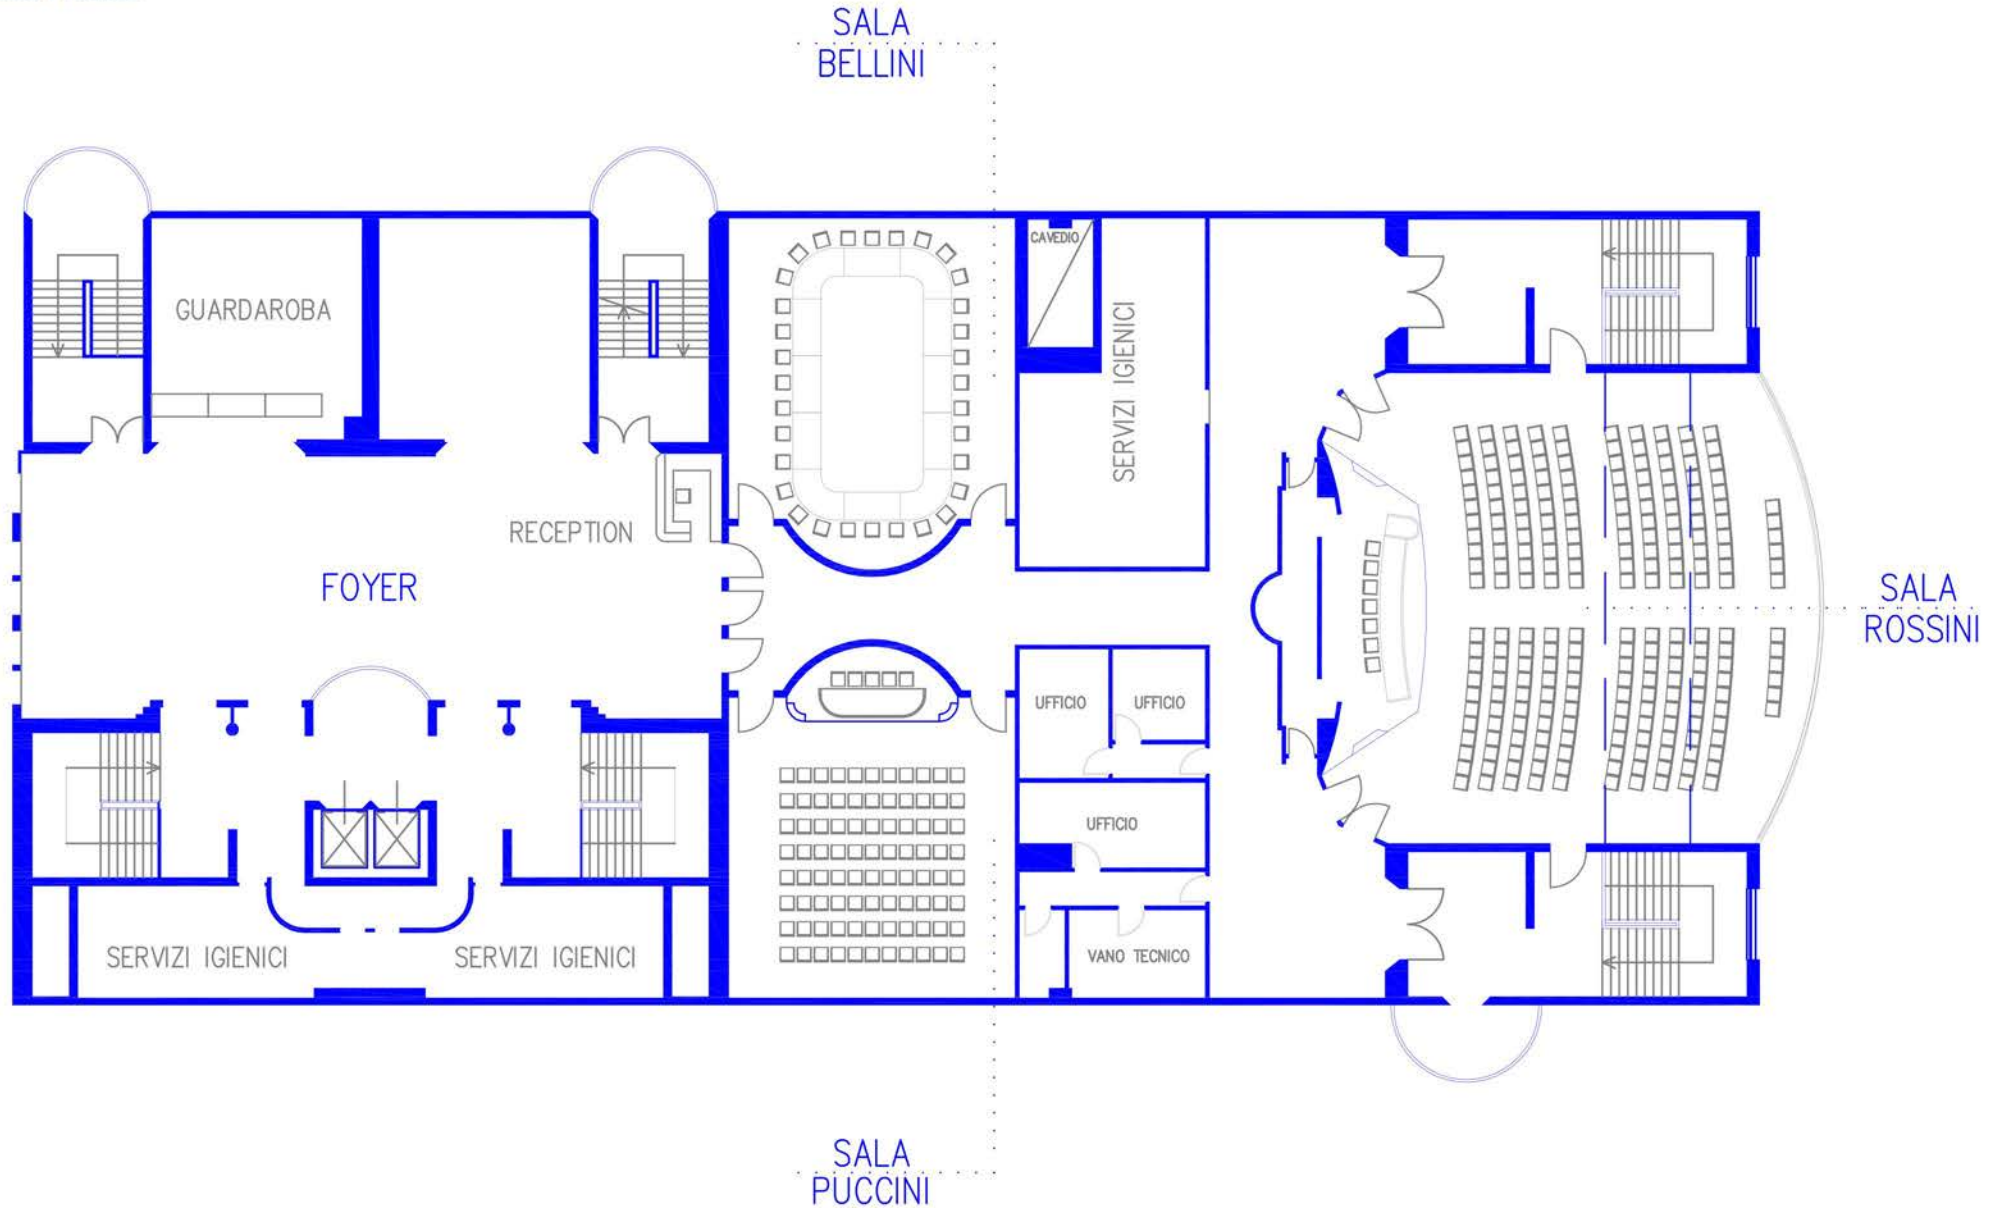 SALA
BELLINI
CAVEDIO
GUARDAROBA
SERVIZI IGIENICI
RECEPTION
FOYER
SALA
ROSSINI
UFFICIO
UFFICIO
UFFICIO
SERVIZI IGIENICI
SERVIZI IGIENICI
VANO TECNICO
SALA
PUCCINI